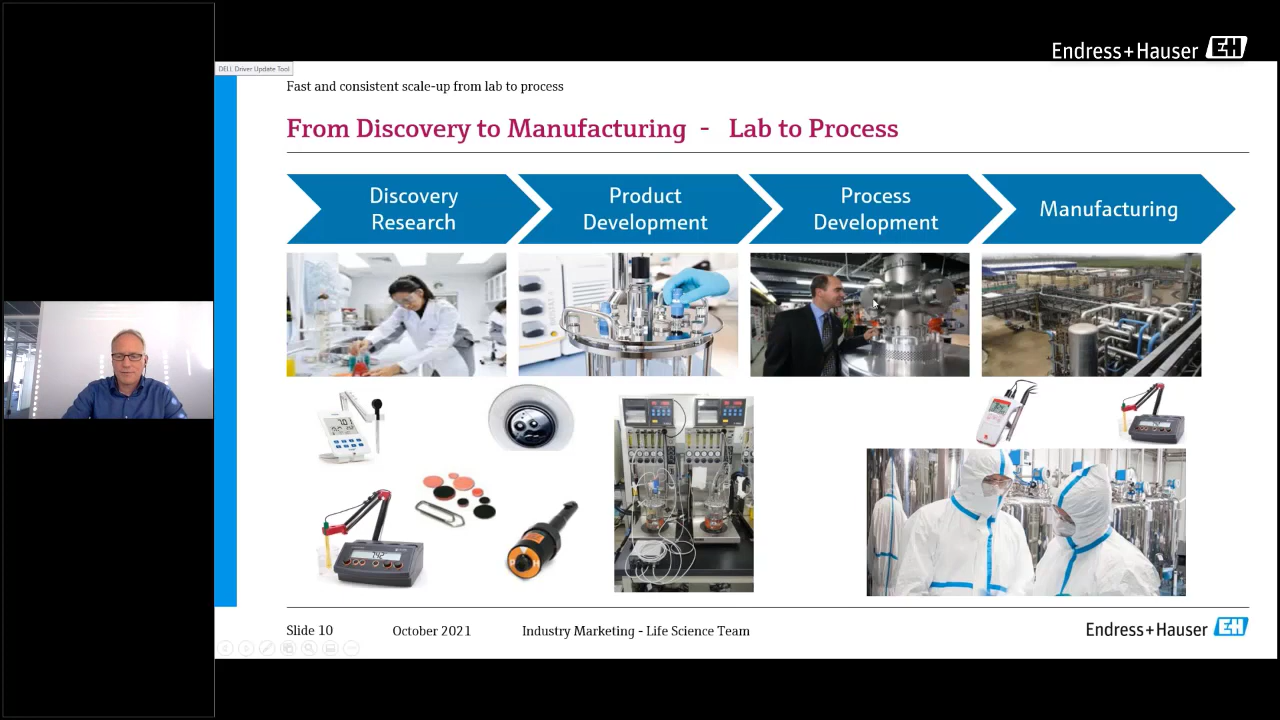 Endress+Hauser EH
DELL Driver Update Tool
Fast and consistent scale-up from lab to process
From Discovery to Manufacturing - Lab to Process
Discovery
Research
Product
Development
Process
Development
Manufacturing
Slide 10
October 2021
Industry Marketing - Life Science Team
Endress+Hauser EH